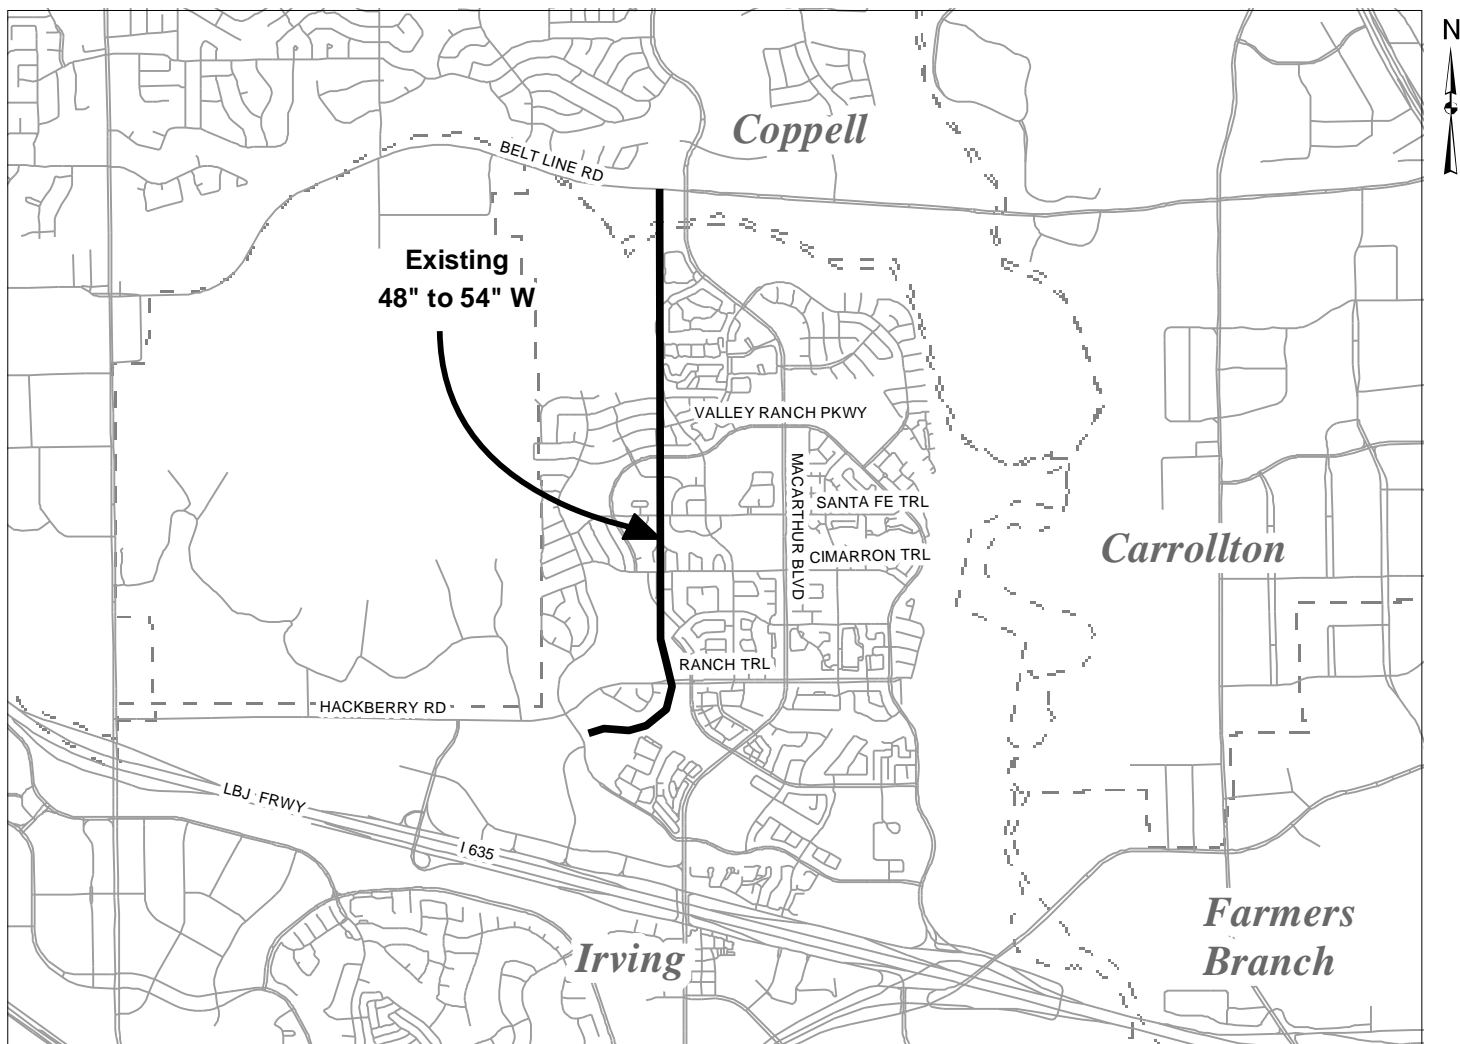 N
Coppell
BELT LINE RD
Existing
48" to 54" W
VALLEY RANCH PKWY
MACARTHUR BLVD
SANTA FE TRL
CIMARRON TRL
Carrollton
RANCH TRL
HACKBERRY RD
LBJ FRWY
I 635
Farmers
Branch
Irving